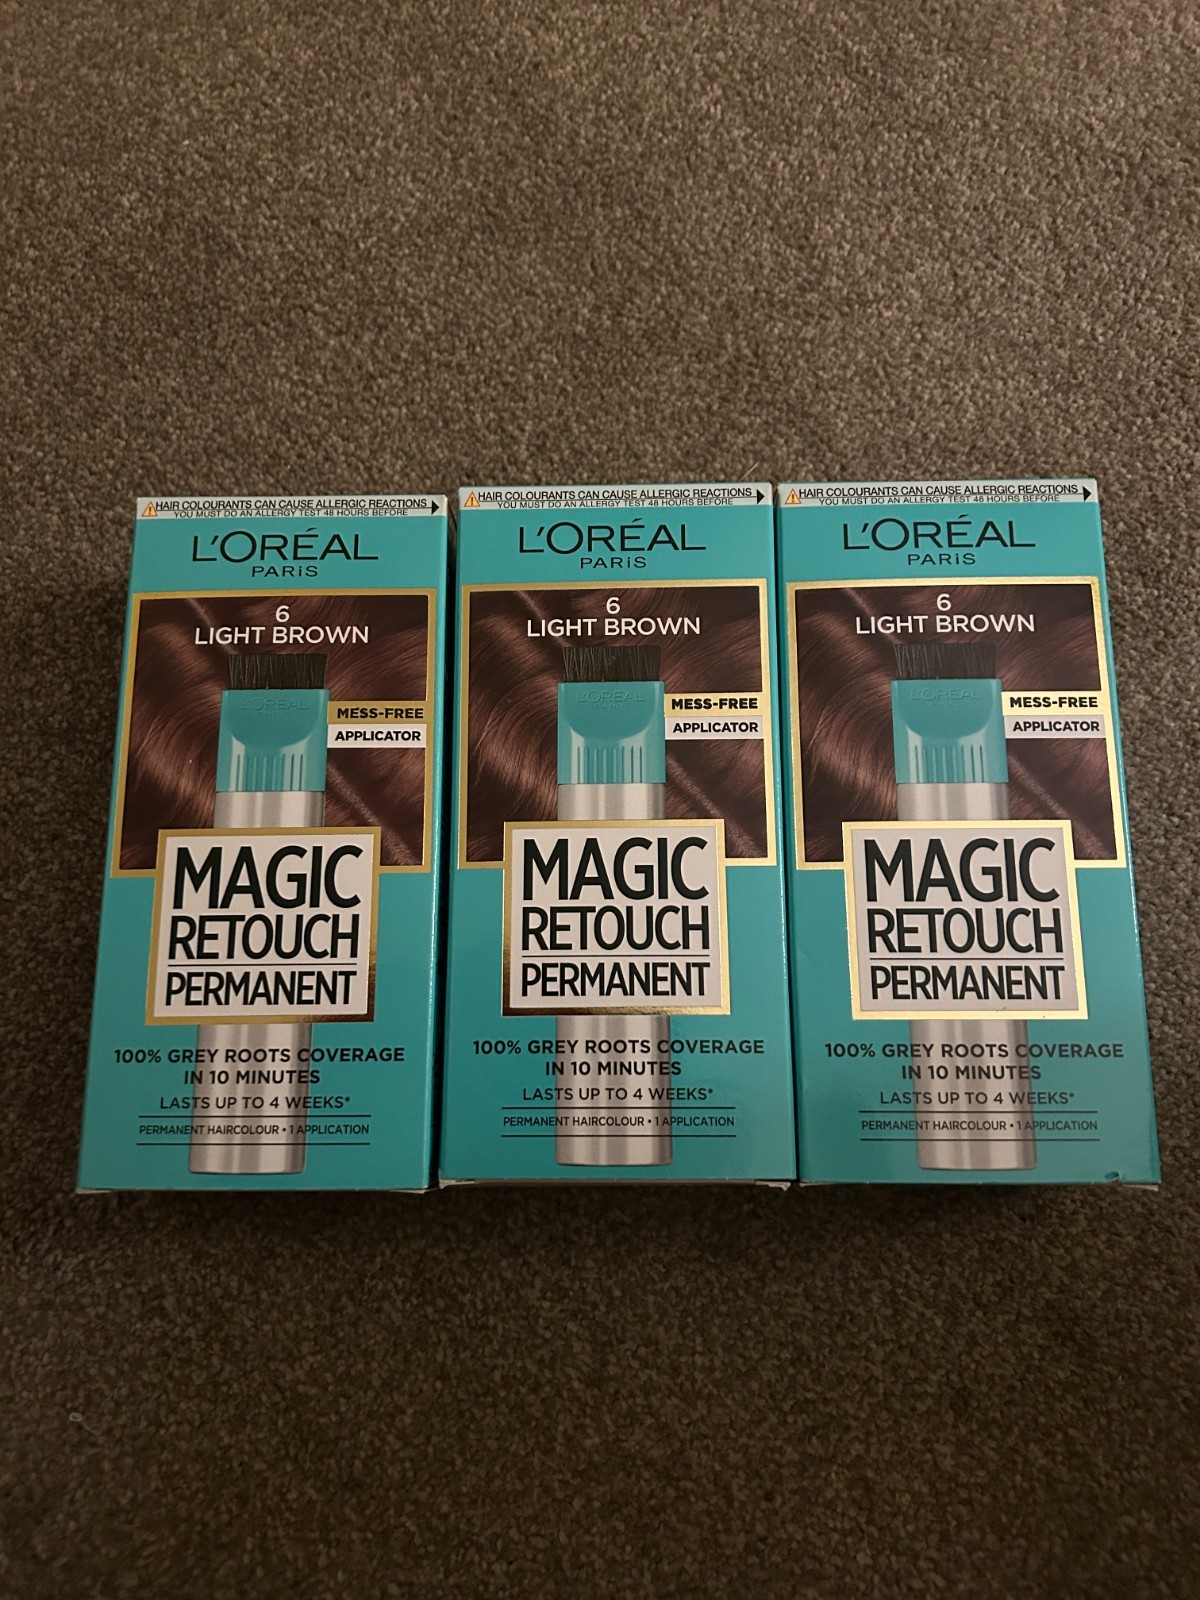 HAIR COLOURANTS CAN CAUSE ALLERGIC REACTIONS
YOU MUST DO AN ALLERGY TEST 48 HOURS BEFORE
L'ORÉAL
PARiS
6
LIGHT BROWN
L'ORÉAL
MESS-FREE
APPLICATOR
MAGIC
RETOUCH
PERMANENT
100% GREY ROOTS COVERAGE
IN 10 MINUTES
LASTS UP TO 4 WEEKS*
PERMANENT HAIRCOLOUR • 1 APPLICATION
HAIR COLOURANTS CAN CAUSE ALLERGIC REACTIONS
YOU MUST DO AN ALLERGY TEST 48 HOURS BEFORE
L'ORÉAL
PARiS
6
LIGHT BROWN
L'ORÉAL
MESS-FREE
APPLICATOR
MAGIC
RETOUCH
PERMANENT
100% GREY ROOTS COVERAGE
IN 10 MINUTES
LASTS UP TO 4 WEEKS*
PERMANENT HAIRCOLOUR • 1 APPLICATION
HAIR COLOURANTS CAN CAUSE ALLERGIC REACTIONS
YOU MUST DO AN ALLERGY TEST 48 HOURS BEFORE
L'ORÉAL
PARiS
6
LIGHT BROWN
L'ORÉAL
MESS-FREE
APPLICATOR
MAGIC
RETOUCH
PERMANENT
100% GREY ROOTS COVERAGE
IN 10 MINUTES
LASTS UP TO 4 WEEKS*
PERMANENT HAIRCOLOUR • 1 APPLICATION